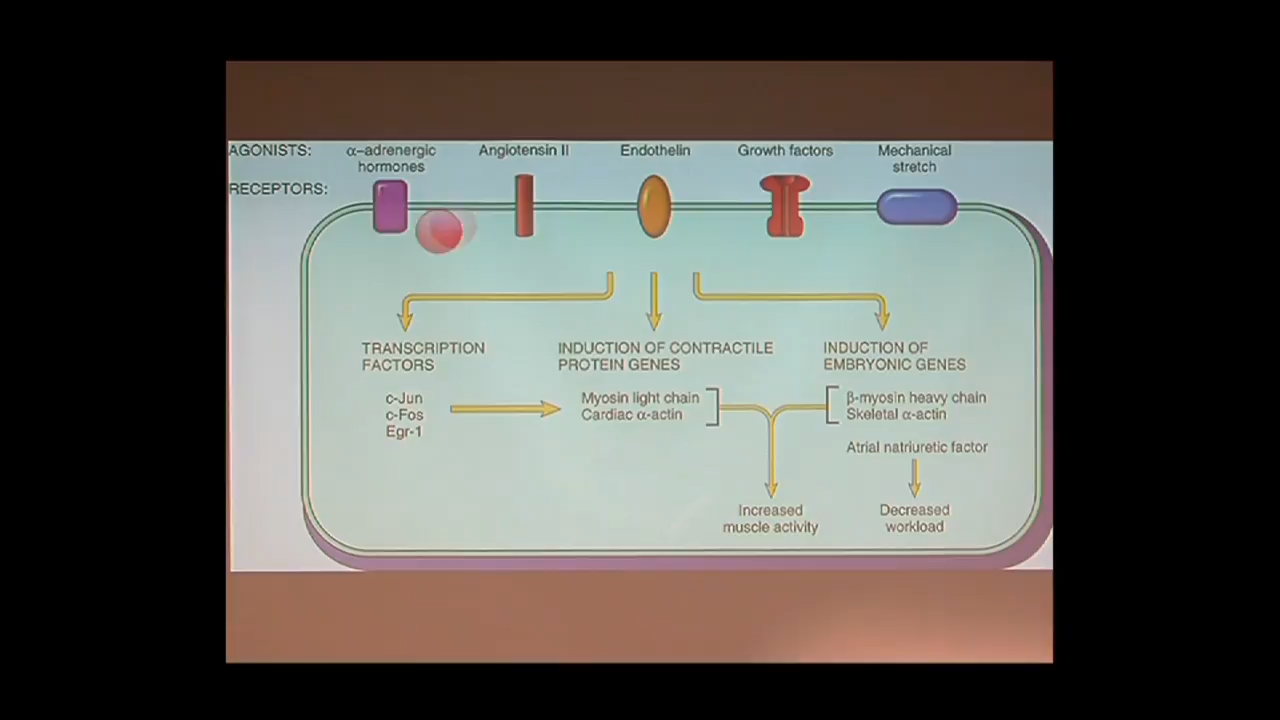 AGONISTS:
α–adrenergic
hormones
Angiotensin II
Endothelin
Growth factors
Mechanical
stretch
RECEPTORS:
TRANSCRIPTION
FACTORS
c-Jun
c-Fos
Egr-1
INDUCTION OF CONTRACTILE
PROTEIN GENES
Myosin light chain
Cardiac α-actin
INDUCTION OF
EMBRYONIC GENES
β-myosin heavy chain
Skeletal α-actin
Atrial natriuretic factor
Increased
muscle activity
Decreased
workload